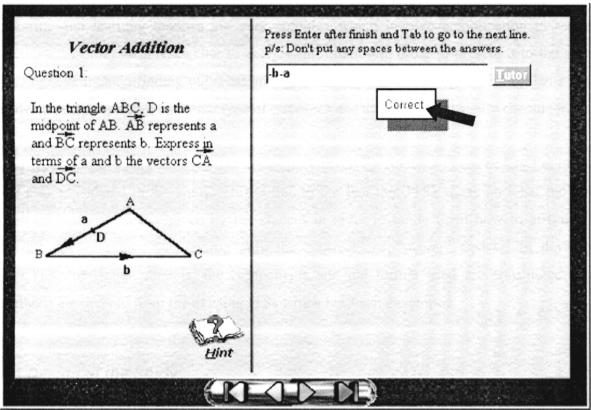 Vector Addition
Question 1:
In the triangle ABC, D is the
midpoint of AB. AB represents a
and BC represents b. Express in
terms of a and b the vectors CA
and DC.
A
a
D
B
C
b
Hint
Press Enter after finish and Tab to go to the next line.
p/s: Don't put any spaces between the answers.
-b-a
Tutor
Correct